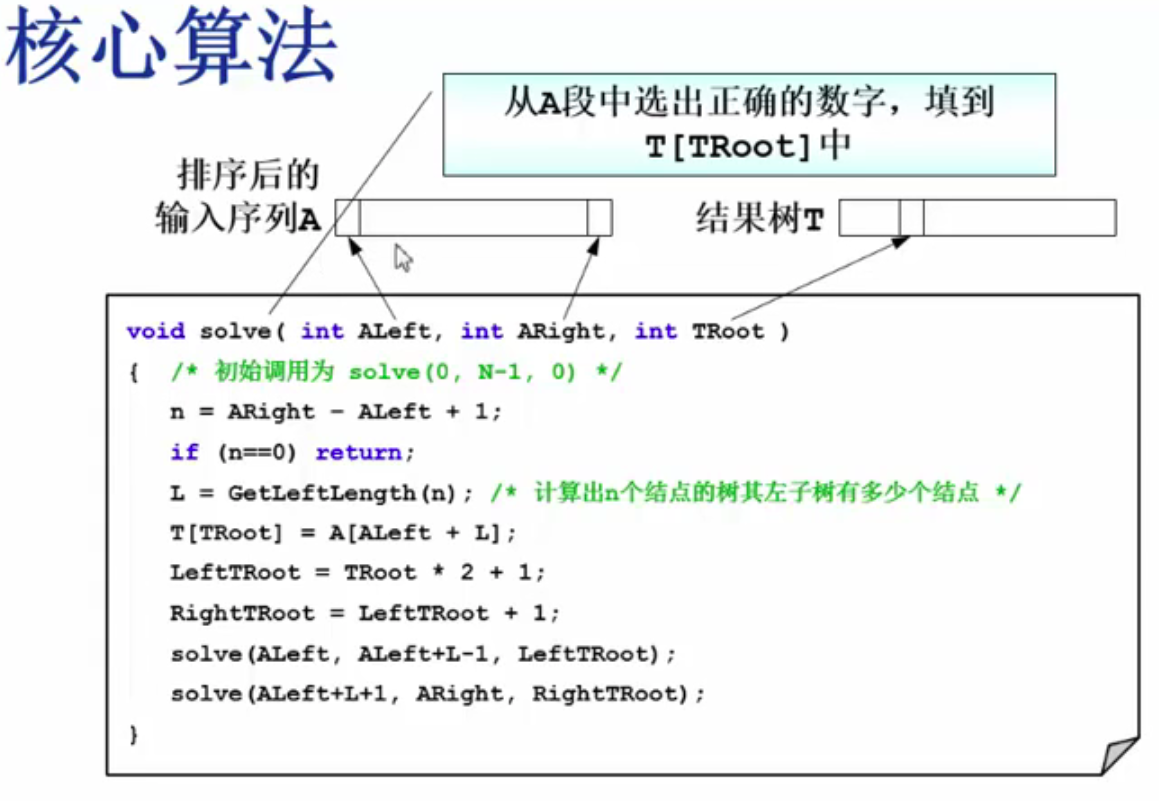 核心算法
从A段中选出正确的数字，填到
T[TRoot]中
排序后的
输入序列A
结果树T
void solve( int ALeft, int ARight, int TRoot )
{ /* 初始调用为 solve(0, N-1, 0) */
n = ARight – ALeft + 1;
if (n==0) return;
L = GetLeftLength(n); /* 计算出n个结点的树其左子树有多少个结点 */
T[TRoot] = A[ALeft + L];
LeftTRoot = TRoot * 2 + 1;
RightTRoot = LeftTRoot + 1;
solve(ALeft, ALeft+L-1, LeftTRoot);
solve(ALeft+L+1, ARight, RightTRoot);
}